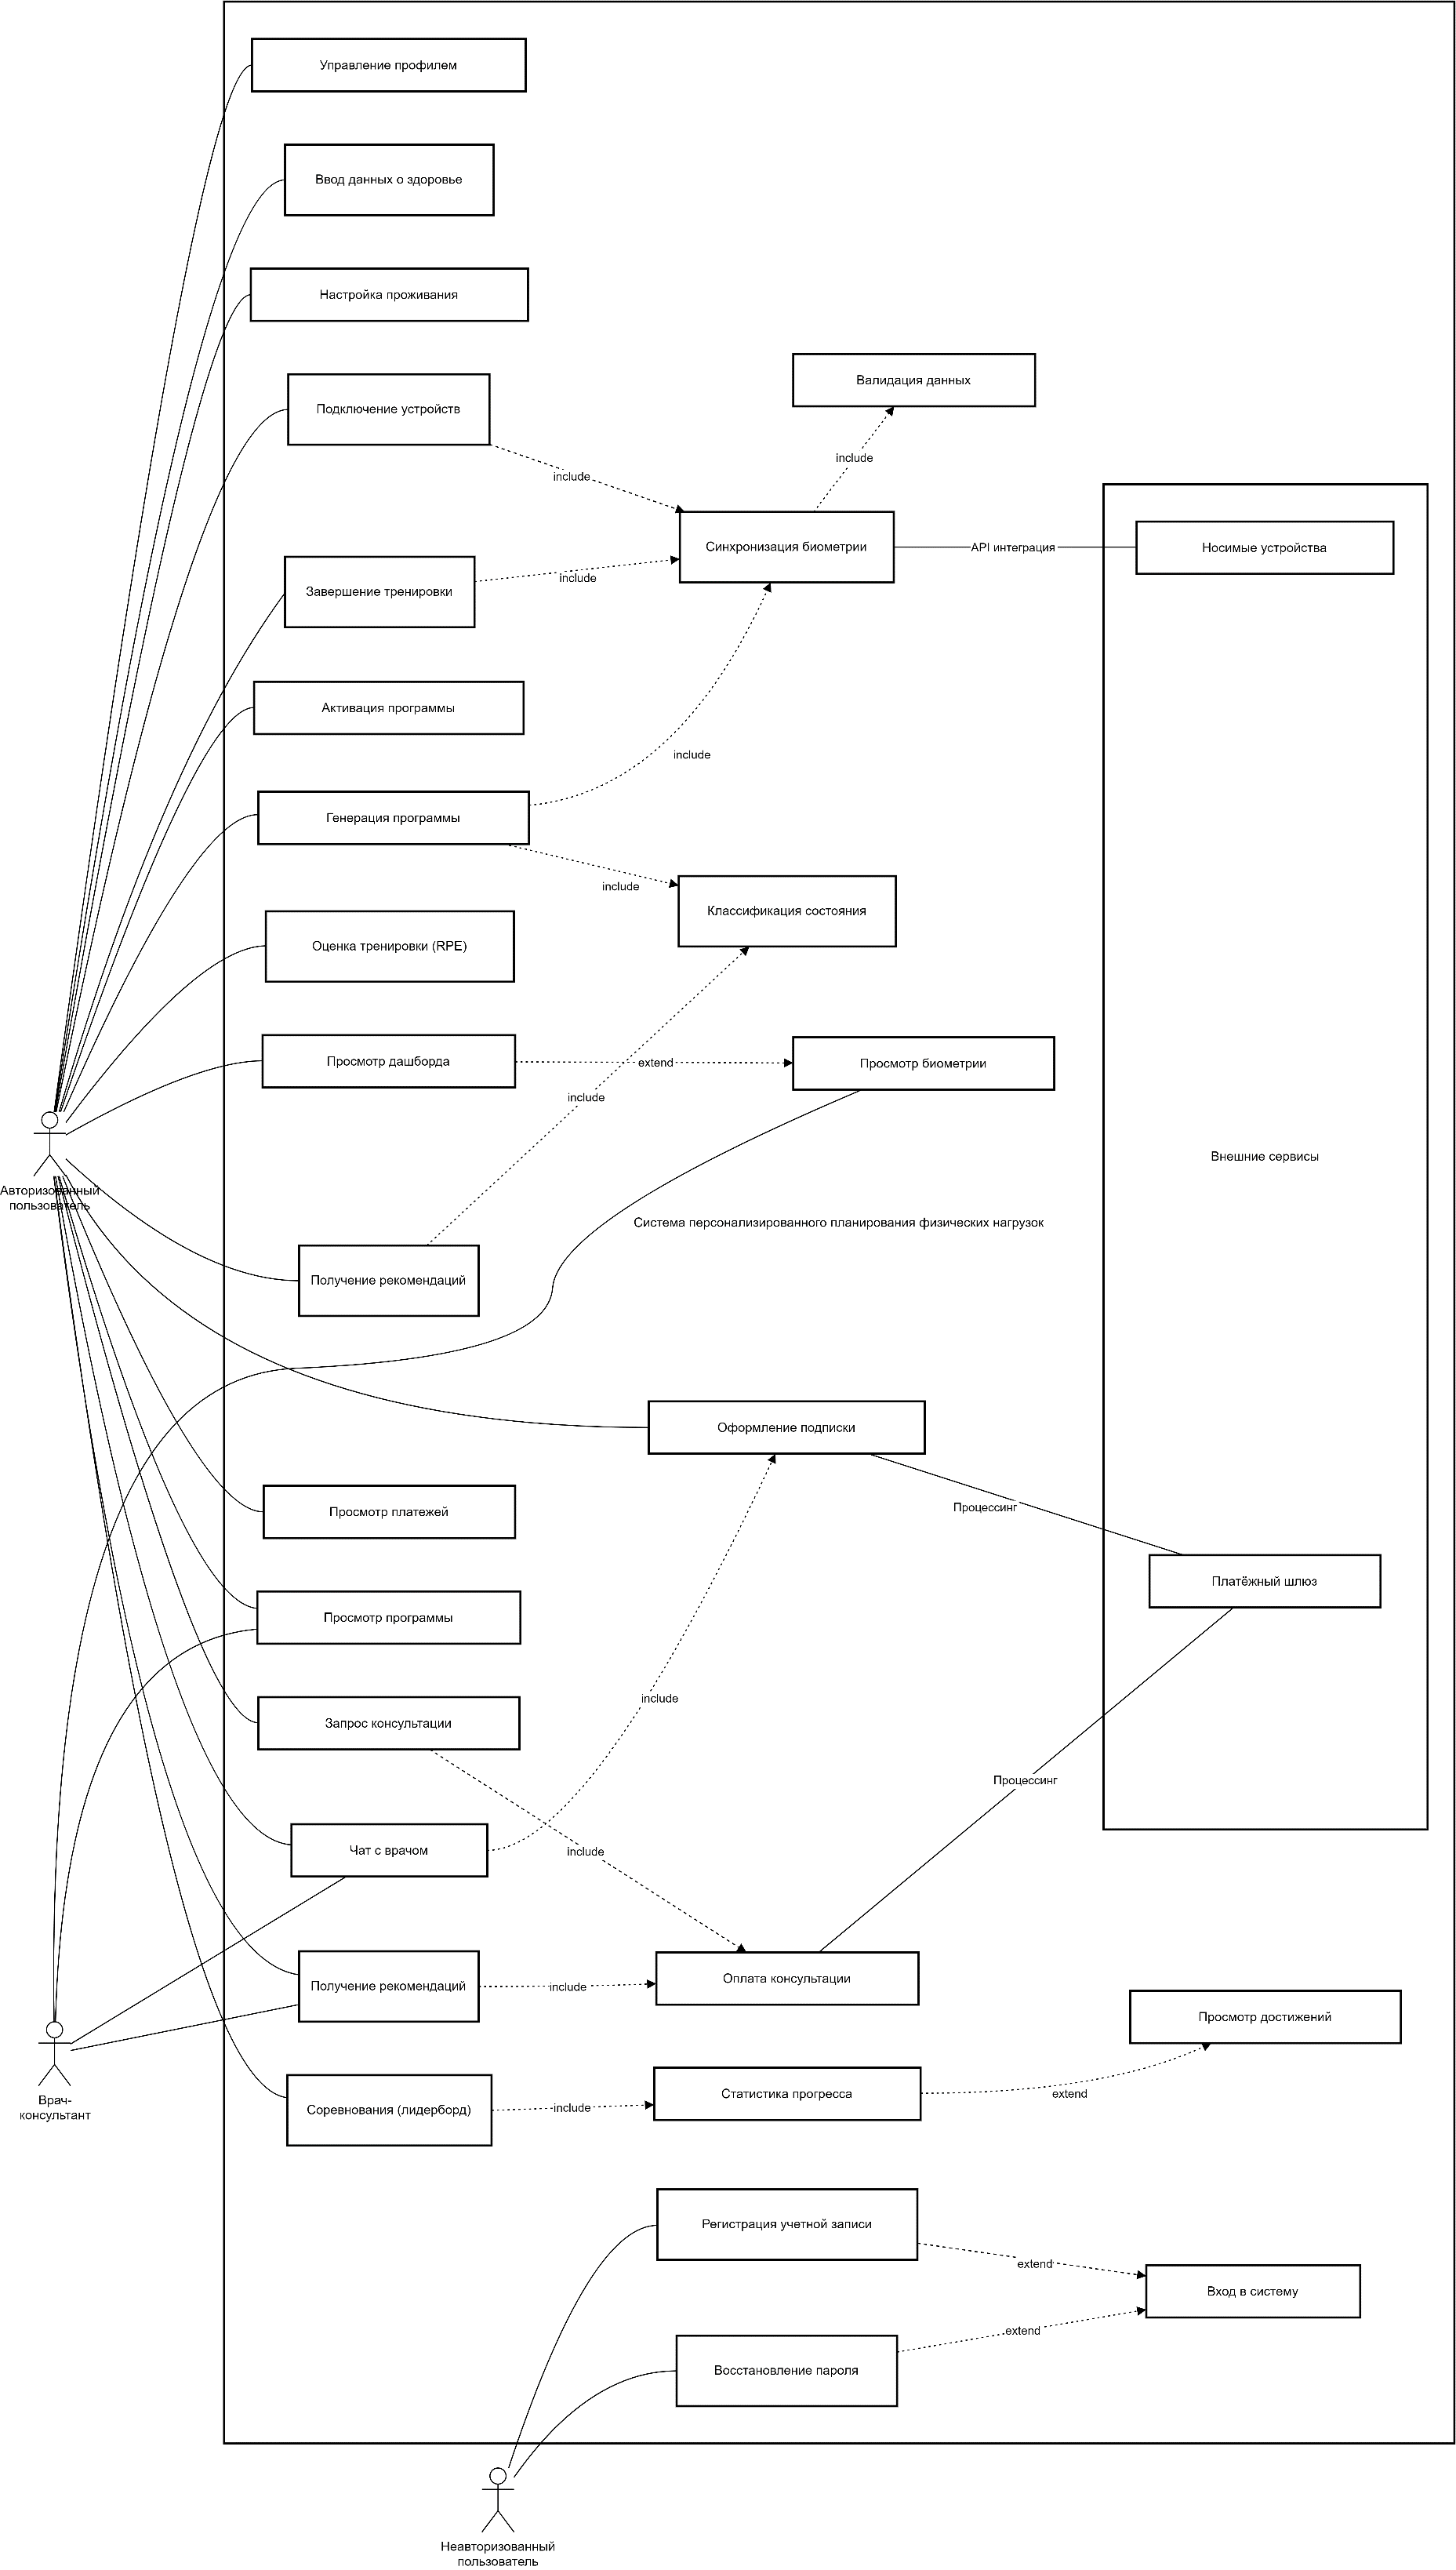 Управление профилем
Ввод данных о здоровье
Настройка проживания
Валидация данных
Подключение устройств
include
include
Синхронизация биометрии
API интеграция
Носимые устройства
include
Завершение тренировки
Активация программы
include
Генерация программы
include
Классификация состояния
Оценка тренировки (RPE)
Просмотр дашборда
extend
Просмотр биометрии
include
Внешние сервисы
Авторизованный
пользователь
Система персонализированного планирования физических нагрузок
Получение рекомендаций
Оформление подписки
Процессинг
Просмотр платежей
Платёжный шлюз
Просмотр программы
include
Запрос консультации
Процессинг
Чат с врачом
include
Оплата консультации
Получение рекомендаций
include
Просмотр достижений
Статистика прогресса
extend
Врач-
консультант
Соревнования (лидерборд)
include
Регистрация учетной записи
extend
Вход в систему
extend
Восстановление пароля
Неавторизованный
пользователь